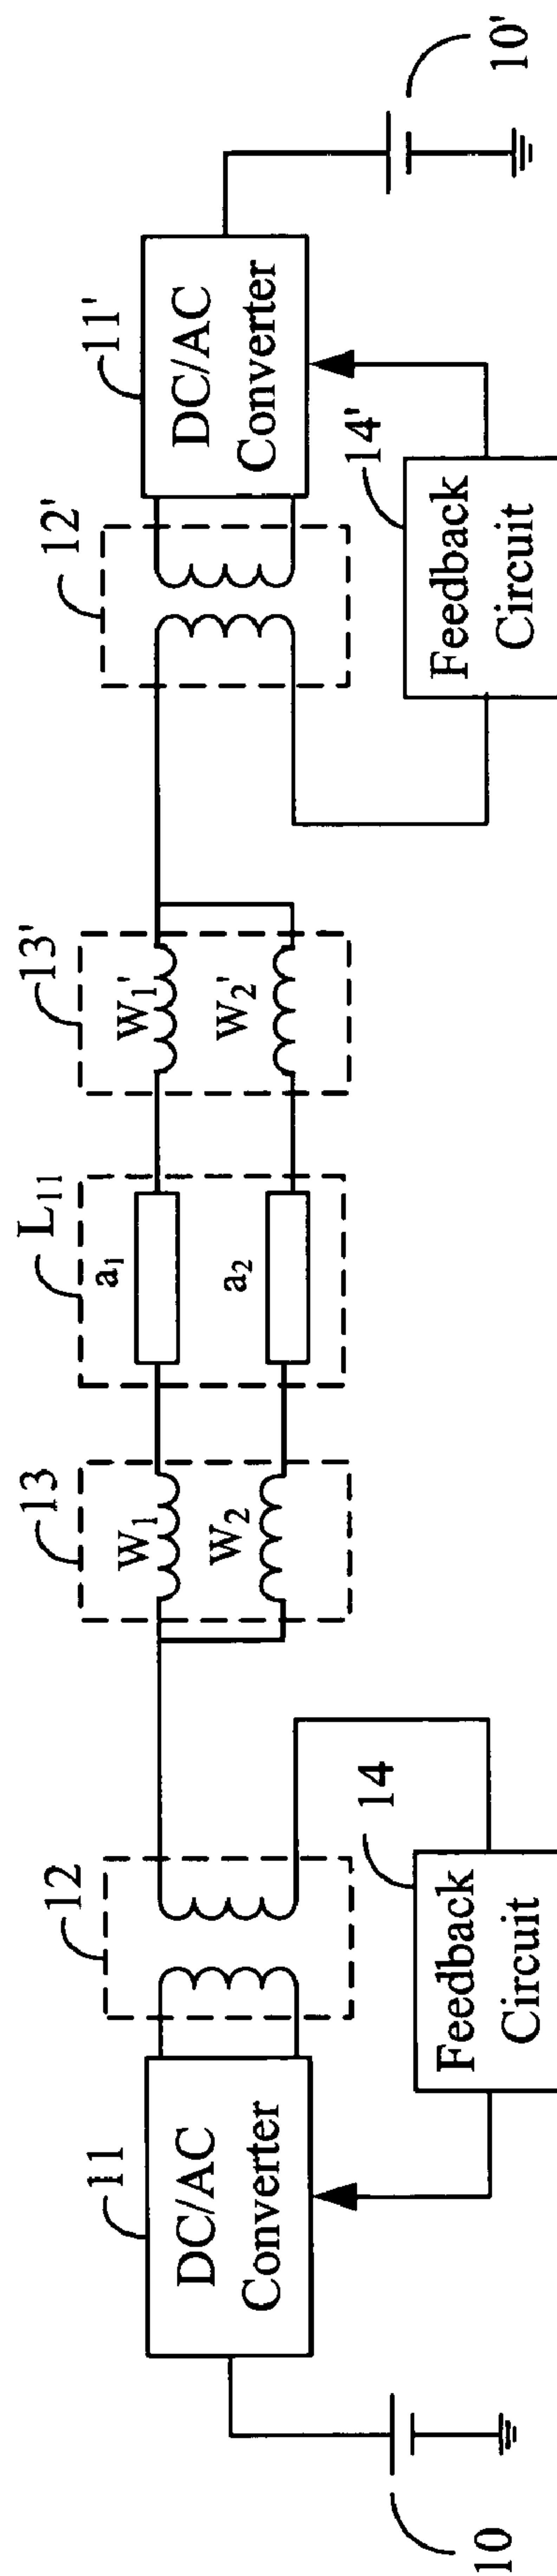 10
11
DC/AC
Converter
12
14
Feedback
Circuit
13
W₁
W₂
L₁₁
a₁
a₂
13'
W₁'
W₂'
12'
11'
DC/AC
Converter
14'
Feedback
Circuit
10'